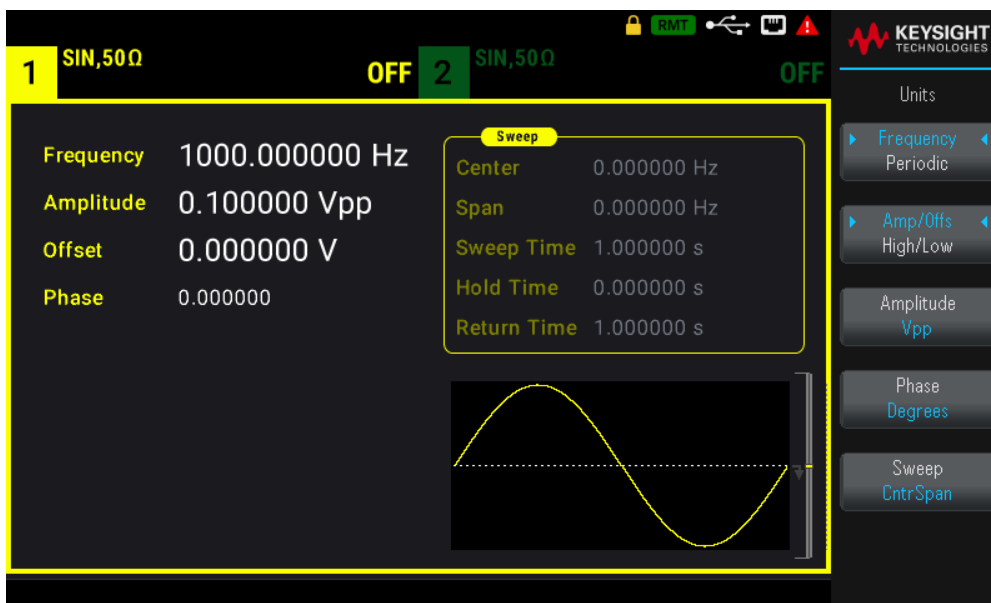 RMT
KEYSIGHT
TECHNOLOGIES
1 SIN,50Ω OFF 2 SIN,50Ω OFF
Units
Frequency 1000.000000 Hz
Amplitude 0.100000 Vpp
Offset 0.000000 V
Phase 0.000000
Sweep
Center 0.000000 Hz
Span 0.000000 Hz
Sweep Time 1.000000 s
Hold Time 0.000000 s
Return Time 1.000000 s
Frequency
Periodic
Amp/Offs
High/Low
Amplitude
Vpp
Phase
Degrees
Sweep
CntrSpan